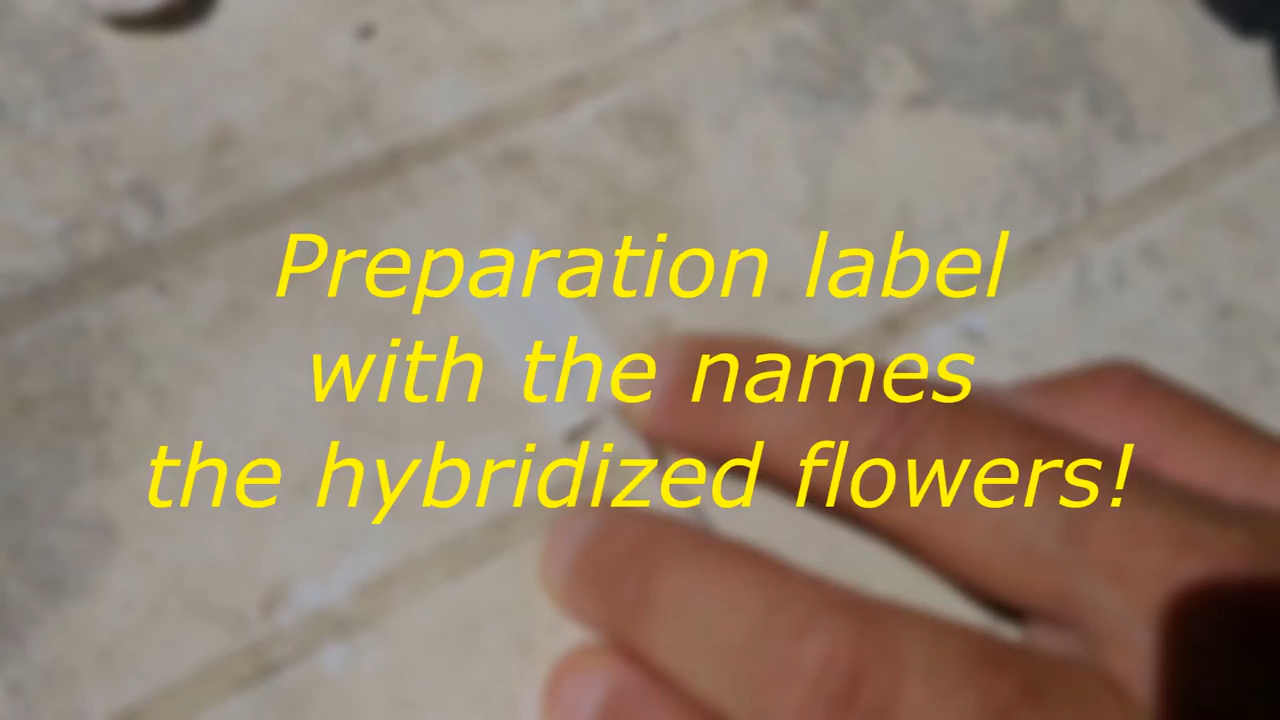 Preparation label
with the names
the hybridized flowers!